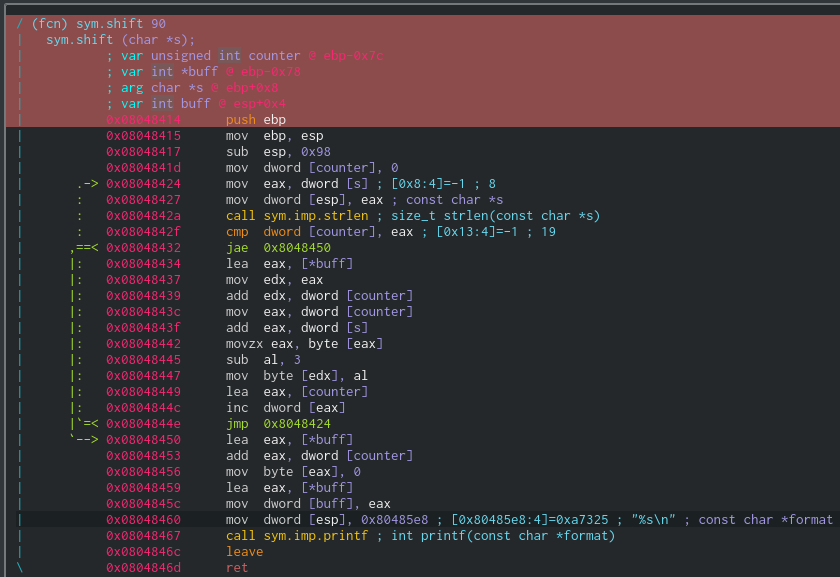 / (fcn) sym.shift 90
|   sym.shift (char *s);
|           ; var unsigned int counter @ ebp-0x7c
|           ; var int *buff @ ebp-0x78
|           ; arg char *s @ ebp+0x8
|           ; var int buff @ esp+0x4
|           0x08048414      push ebp
|           0x08048415      mov  ebp, esp
|           0x08048417      sub  esp, 0x98
|           0x0804841d      mov  dword [counter], 0
|       .-> 0x08048424      mov  eax, dword [s] ; [0x8:4]=-1 ; 8
|       :   0x08048427      mov  dword [esp], eax ; const char *s
|       :   0x0804842a      call sym.imp.strlen ; size_t strlen(const char *s)
|       :   0x0804842f      cmp  dword [counter], eax ; [0x13:4]=-1 ; 19
|      ,==< 0x08048432      jae  0x8048450
|      |:   0x08048434      lea  eax, [*buff]
|      |:   0x08048437      mov  edx, eax
|      |:   0x08048439      add  edx, dword [counter]
|      |:   0x0804843c      mov  eax, dword [counter]
|      |:   0x0804843f      add  eax, dword [s]
|      |:   0x08048442      movzx eax, byte [eax]
|      |:   0x08048445      sub  al, 3
|      |:   0x08048447      mov  byte [edx], al
|      |:   0x08048449      lea  eax, [counter]
|      |:   0x0804844c      inc  dword [eax]
|      |`=< 0x0804844e      jmp  0x8048424
|      `--> 0x08048450      lea  eax, [*buff]
|           0x08048453      add  eax, dword [counter]
|           0x08048456      mov  byte [eax], 0
|           0x08048459      lea  eax, [*buff]
|           0x0804845c      mov  dword [buff], eax
|           0x08048460      mov  dword [esp], 0x80485e8 ; [0x80485e8:4]=0xa7325 ; "%s\n" ; const char *format
|           0x08048467      call sym.imp.printf ; int printf(const char *format)
|           0x0804846c      leave
\           0x0804846d      ret